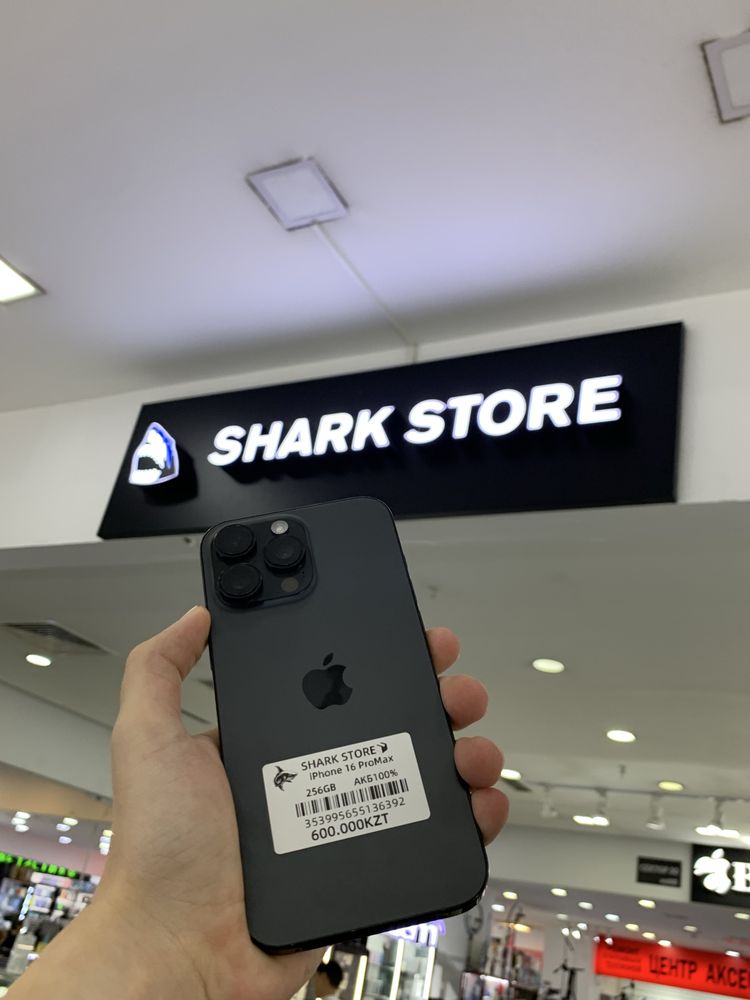 SHARK STORE
SHARK STORE
iPhone 16 ProMax
256GB АКБ100%
353995655136392
600.000KZT
ЦЕНТР АКСЕ